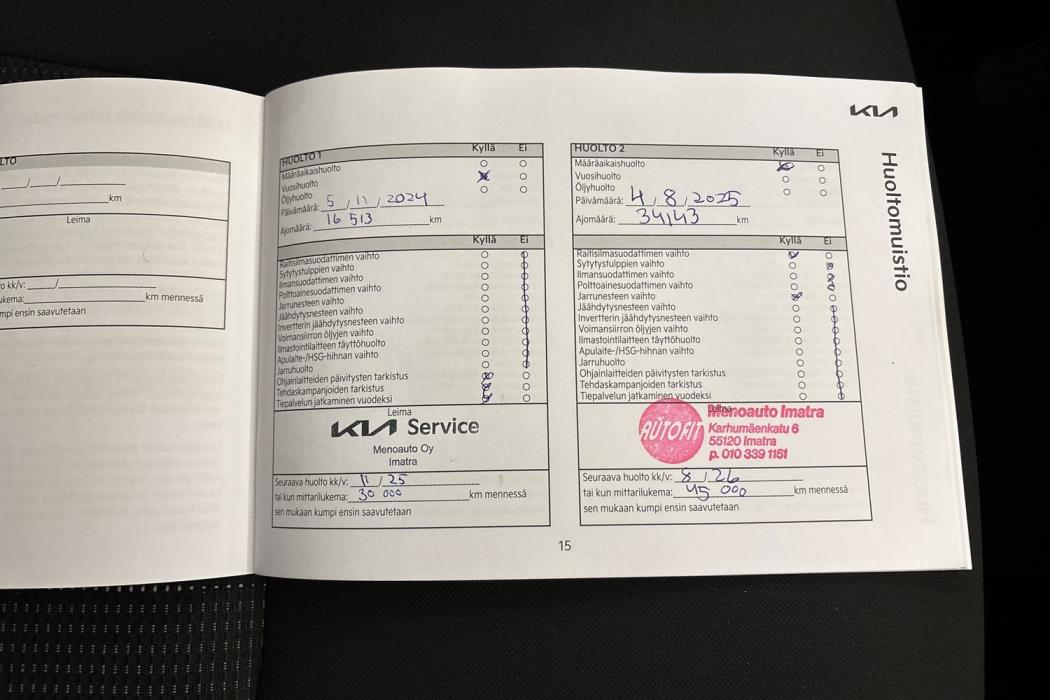 KIA
Huoltomuistio
LTO
__/__/________
km
Leima
o kk/v: ____/________
ukema: ________ km mennessä
mpi ensin saavutetaan
HUOLTO 1 Kyllä Ei
Määräaikaishuolto
Vuosihuolto
Öljyhuolto
Päivämäärä: 5 / 11 / 2024
Ajomäärä: 16 513 km
Kyllä Ei
Raitisilmasuodattimen vaihto
Sytytystulppien vaihto
Ilmansuodattimen vaihto
Polttoainesuodattimen vaihto
Jarrunesteen vaihto
Jäähdytysnesteen vaihto
Invertterin jäähdytysnesteen vaihto
Voimansiirron öljyjen vaihto
Ilmastointilaitteen täyttöhuolto
Apulaite-/HSG-hihnan vaihto
Jarruhuolto
Ohjainlaitteiden päivitysten tarkistus
Tehdaskampanjoiden tarkistus
Tiepalvelun jatkaminen vuodeksi
Leima
KIA Service
Menoauto Oy
Imatra
Seuraava huolto kk/v: 11 / 25
tai kun mittarilukema: 30 000 km mennessä
sen mukaan kumpi ensin saavutetaan
HUOLTO 2 Kyllä Ei
Määräaikaishuolto
Vuosihuolto
Öljyhuolto
Päivämäärä: 4 / 8 / 2025
Ajomäärä: 34143 km
Kyllä Ei
Raitisilmasuodattimen vaihto
Sytytystulppien vaihto
Ilmansuodattimen vaihto
Polttoainesuodattimen vaihto
Jarrunesteen vaihto
Jäähdytysnesteen vaihto
Invertterin jäähdytysnesteen vaihto
Voimansiirron öljyjen vaihto
Ilmastointilaitteen täyttöhuolto
Apulaite-/HSG-hihnan vaihto
Jarruhuolto
Ohjainlaitteiden päivitysten tarkistus
Tehdaskampanjoiden tarkistus
Tiepalvelun jatkaminen vuodeksi
Leima
AUTOFIT
Menoauto Imatra
Karhumäenkatu 6
55120 Imatra
p. 010 339 1151
Seuraava huolto kk/v: 8 / 26
tai kun mittarilukema: 45 000 km mennessä
sen mukaan kumpi ensin saavutetaan
15